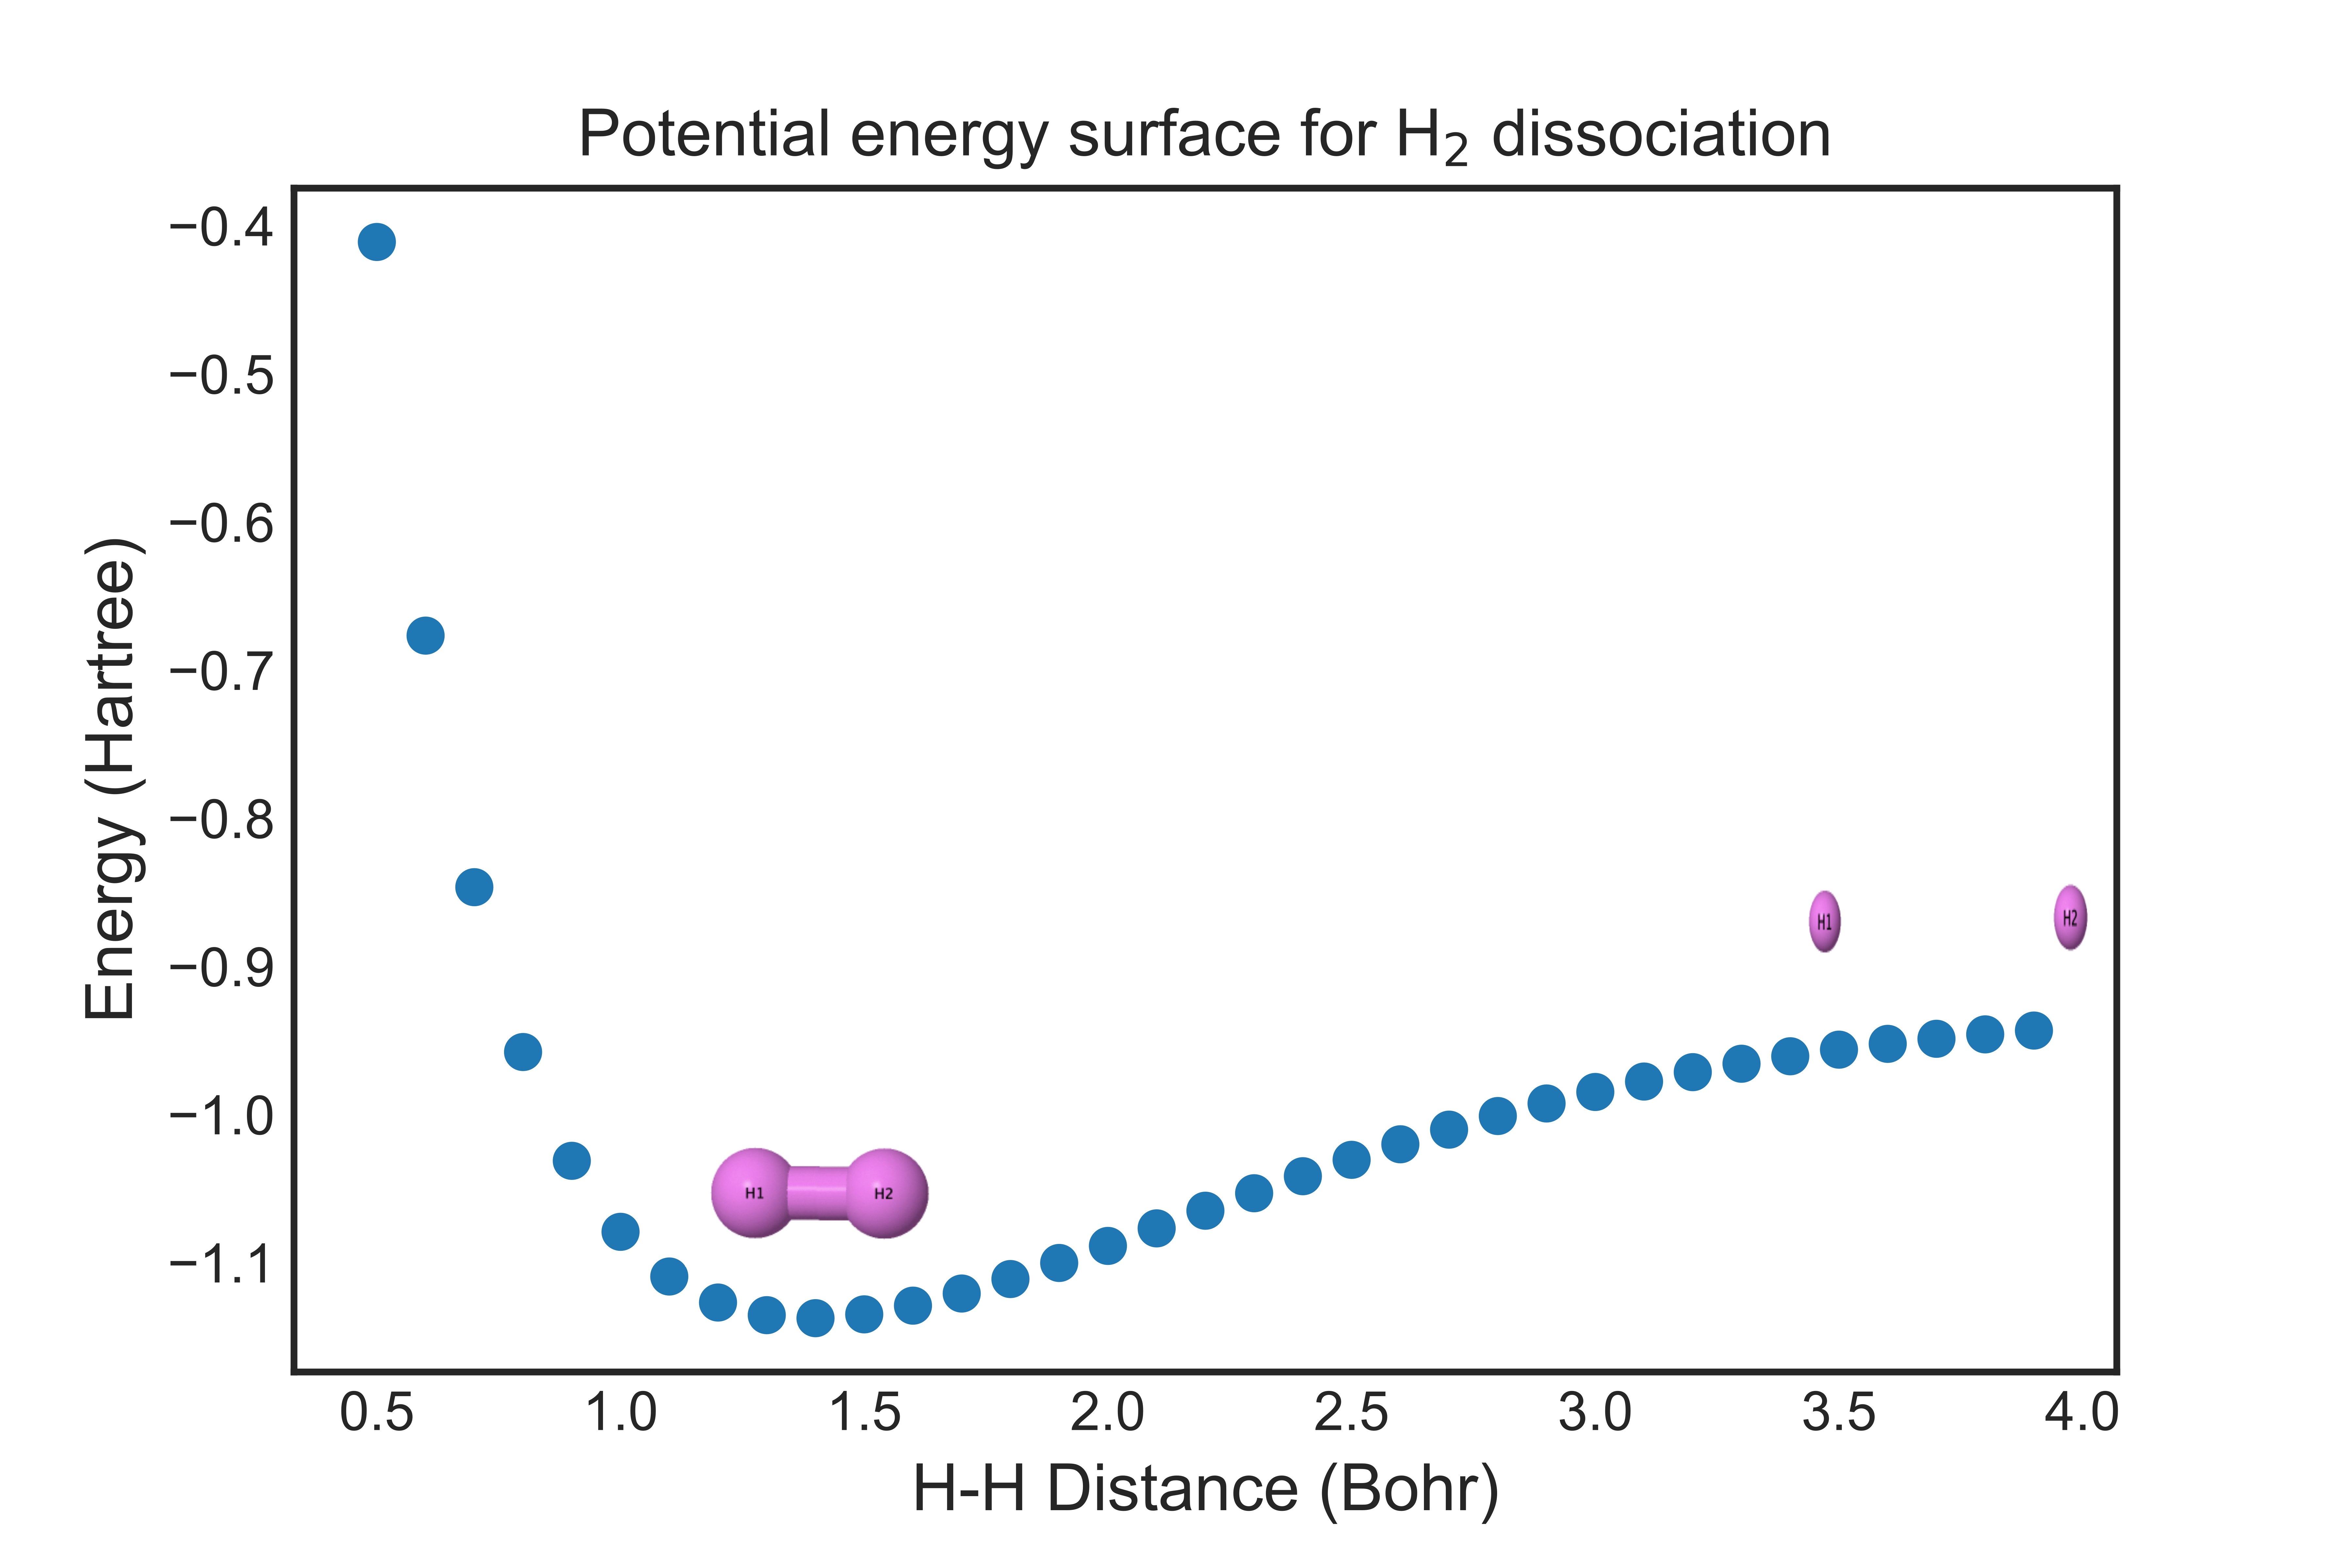 Potential energy surface for H₂ dissociation
−0.4
−0.5
−0.6
−0.7
−0.8
−0.9
−1.0
−1.1
Energy (Hartree)
H1 H2
H1 H2
0.5 1.0 1.5 2.0 2.5 3.0 3.5 4.0
H-H Distance (Bohr)